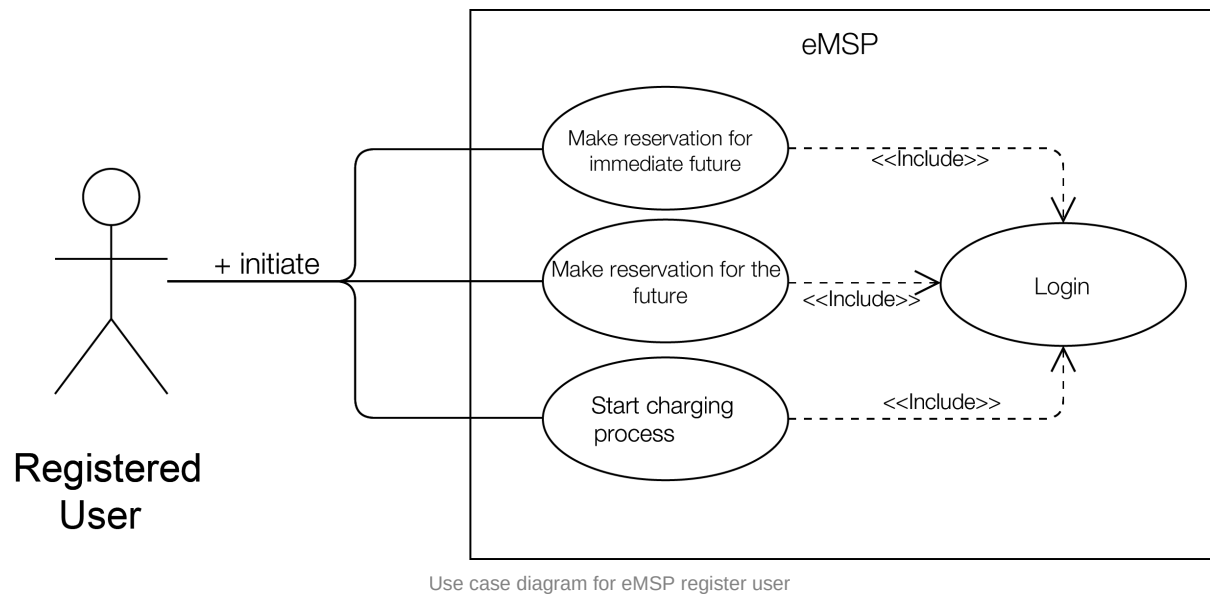 eMSP
Make reservation for
immediate future
<<Include>>
+ initiate
Make reservation for the
future
<<Include>>
Login
Start charging
process
<<Include>>
Registered
User
Use case diagram for eMSP register user